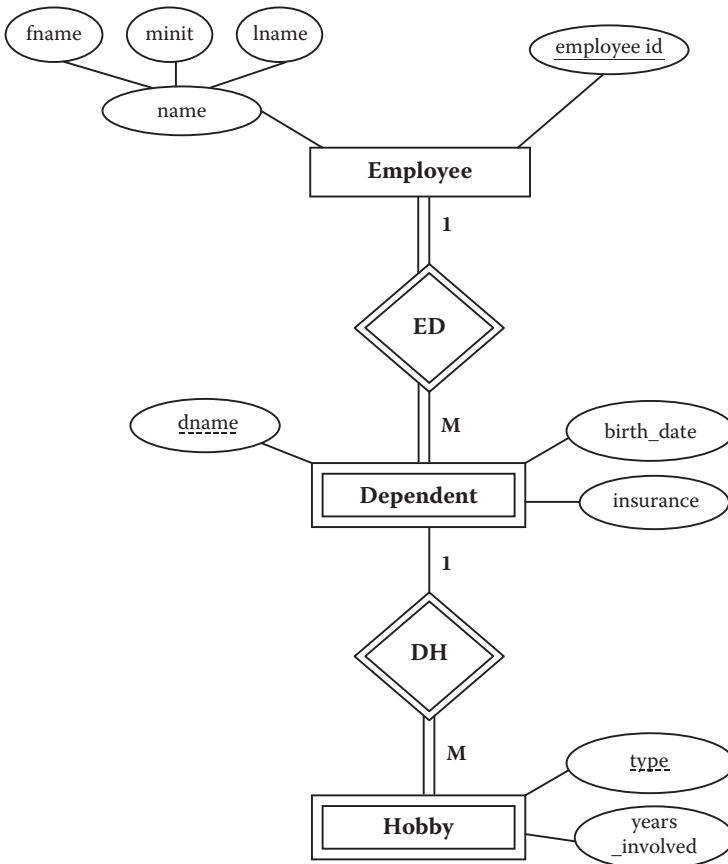 fname
minit
lname
employee id
name
Employee
1
ED
M
dname
birth_date
Dependent
insurance
1
DH
M
type
Hobby
years
_involved